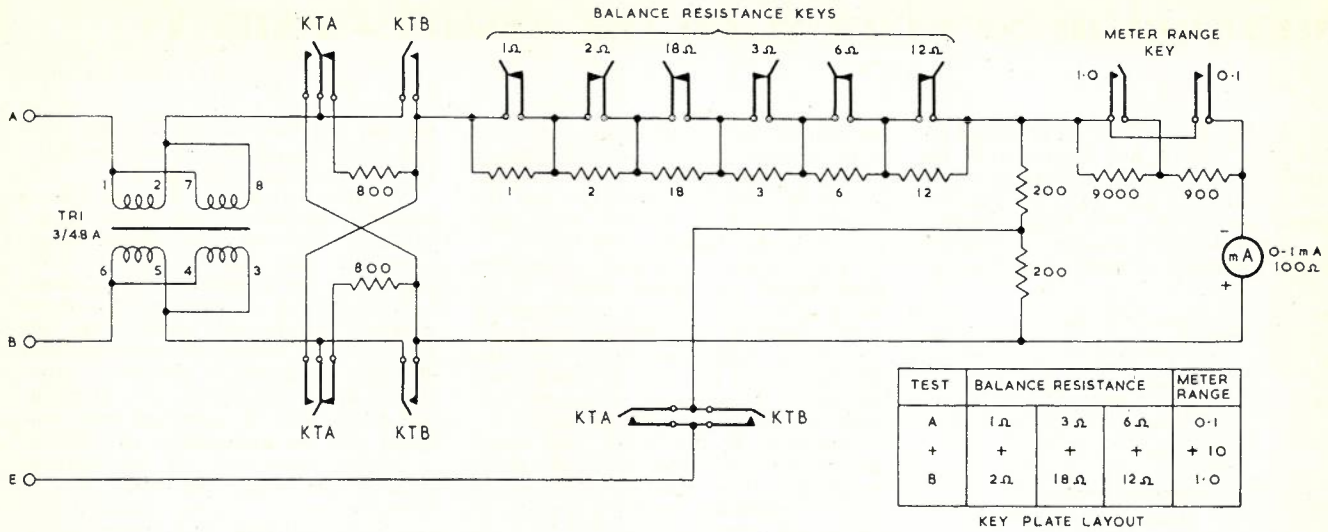 BALANCE RESISTANCE KEYS
KTA KTB
1Ω 2Ω 18Ω 3Ω 6Ω 12Ω
METER RANGE
KEY
1·0 0·1
A
800
1 2 18 3 6 12
200
9000 900
1 2 7 8
TR1
3/48A
6 5 4 3
800
200
-
mA
+
0-1mA
100Ω
B
KTA KTB
KTA KTB
E
TEST BALANCE RESISTANCE METER RANGE
A 1Ω 3Ω 6Ω 0·1
+ + + + + 10
B 2Ω 18Ω 12Ω 1·0
KEY PLATE LAYOUT